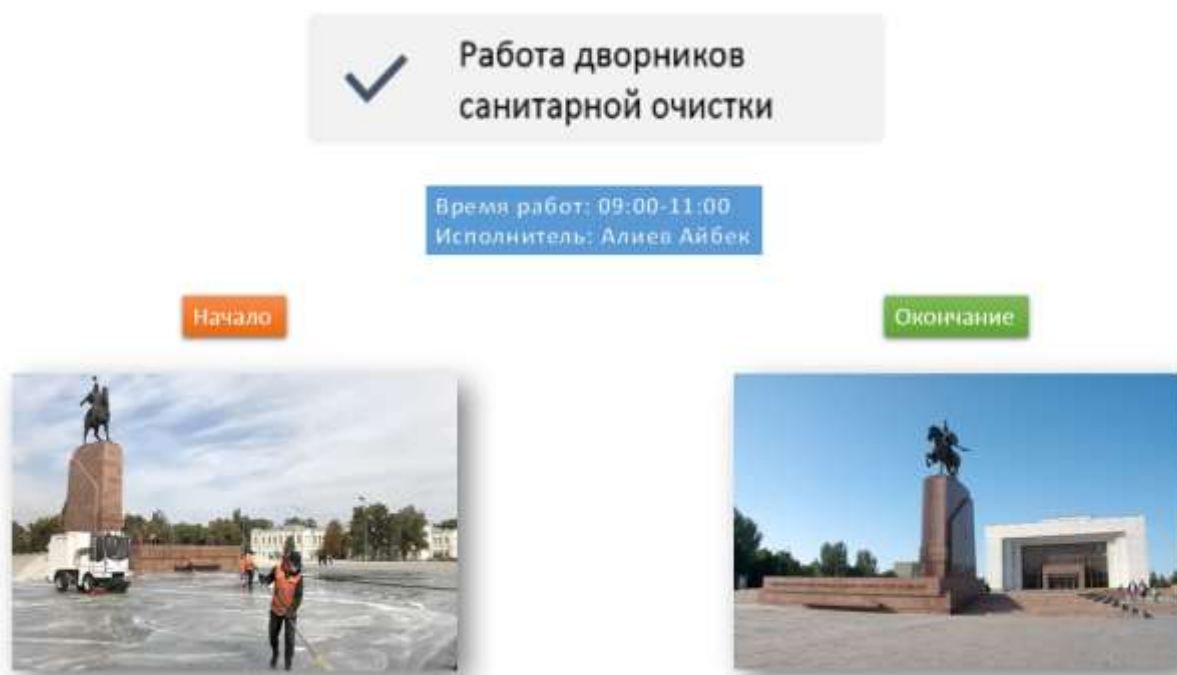 Работа дворников
санитарной очистки
Время работ: 09:00-11:00
Исполнитель: Алиев Айбек
Начало
Окончание